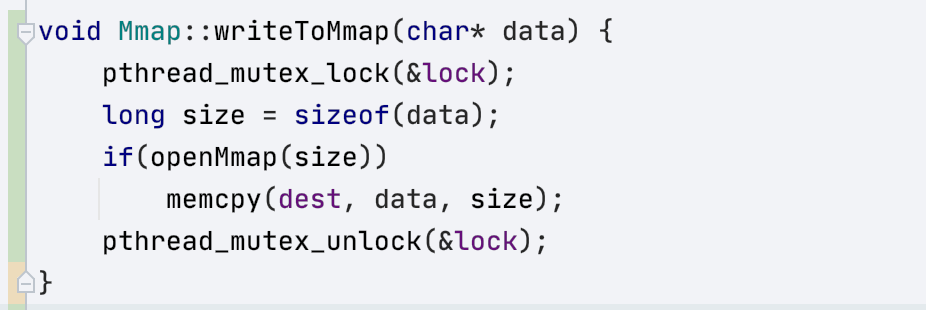 void Mmap::writeToMmap(char* data) {
    pthread_mutex_lock(&lock);
    long size = sizeof(data);
    if(openMmap(size))
        memcpy(dest, data, size);
    pthread_mutex_unlock(&lock);
}